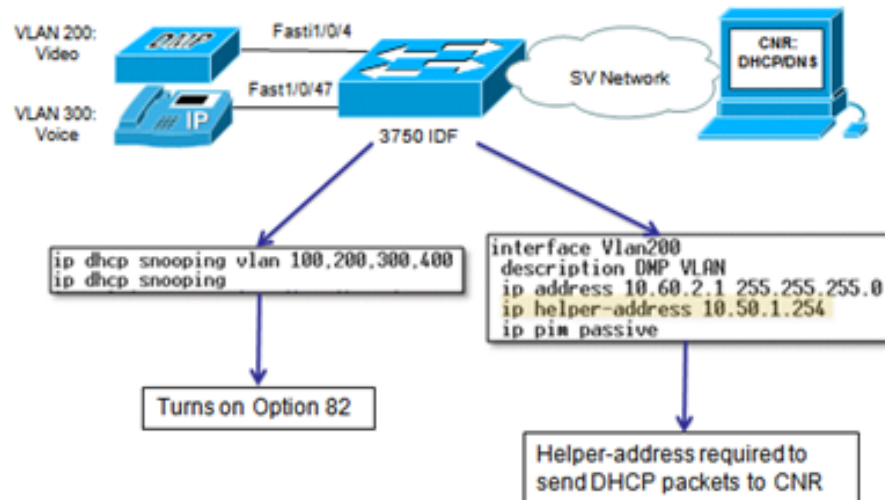 VLAN 200:
Video
DMP
Fasti1/0/4
VLAN 300:
Voice
IP
Fast1/0/47
3750 IDF
SV Network
CNR:
DHCP/DNS
ip dhcp snooping vlan 100,200,300,400
ip dhcp snooping
interface Vlan200
description DMP VLAN
ip address 10.60.2.1 255.255.255.0
ip helper-address 10.50.1.254
ip pim passive
Turns on Option 82
Helper-address required to
send DHCP packets to CNR